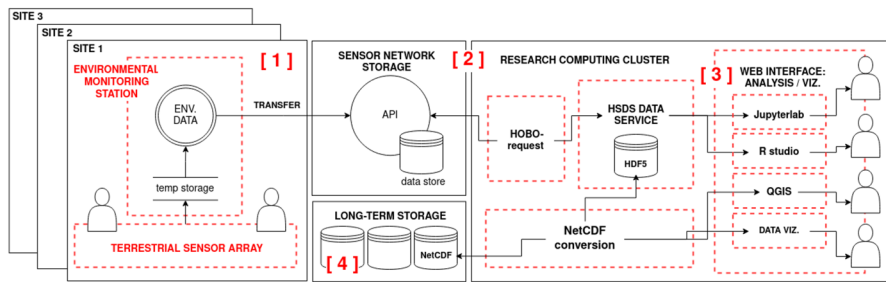 SITE 3
SITE 2
SITE 1
[ 1 ]
ENVIRONMENTAL
MONITORING
STATION
ENV.
DATA
TRANSFER
temp storage
TERRESTRIAL SENSOR ARRAY
SENSOR NETWORK
STORAGE
[ 2 ]
API
data store
LONG-TERM STORAGE
[ 4 ]
NetCDF
RESEARCH COMPUTING CLUSTER
HOBO-
request
HSDS DATA
SERVICE
HDF5
NetCDF
conversion
[ 3 ]
WEB INTERFACE:
ANALYSIS / VIZ.
Jupyterlab
R studio
QGIS
DATA VIZ.